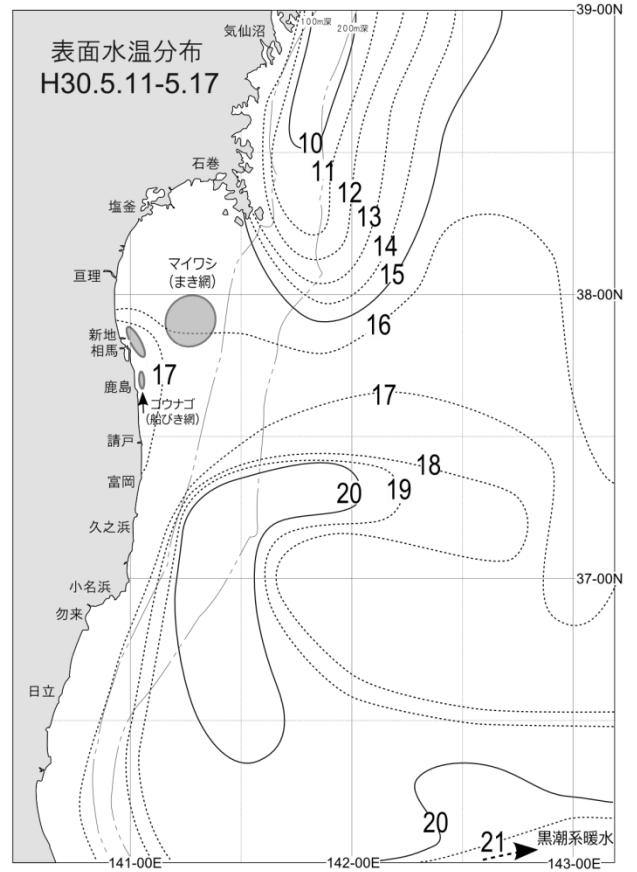 39-00N
気仙沼
100m深
200m深
表面水温分布
H30.5.11-5.17
石巻
10
11
12
13
14
15
塩釜
マイワシ
(まき網)
亘理
38-00N
16
新地
相馬
17
鹿島
コウナゴ
(船びき網)
17
請戸
富岡
18
19
20
久之浜
37-00N
小名浜
勿来
日立
20
21
黒潮系暖水
141-00E
142-00E
143-00E